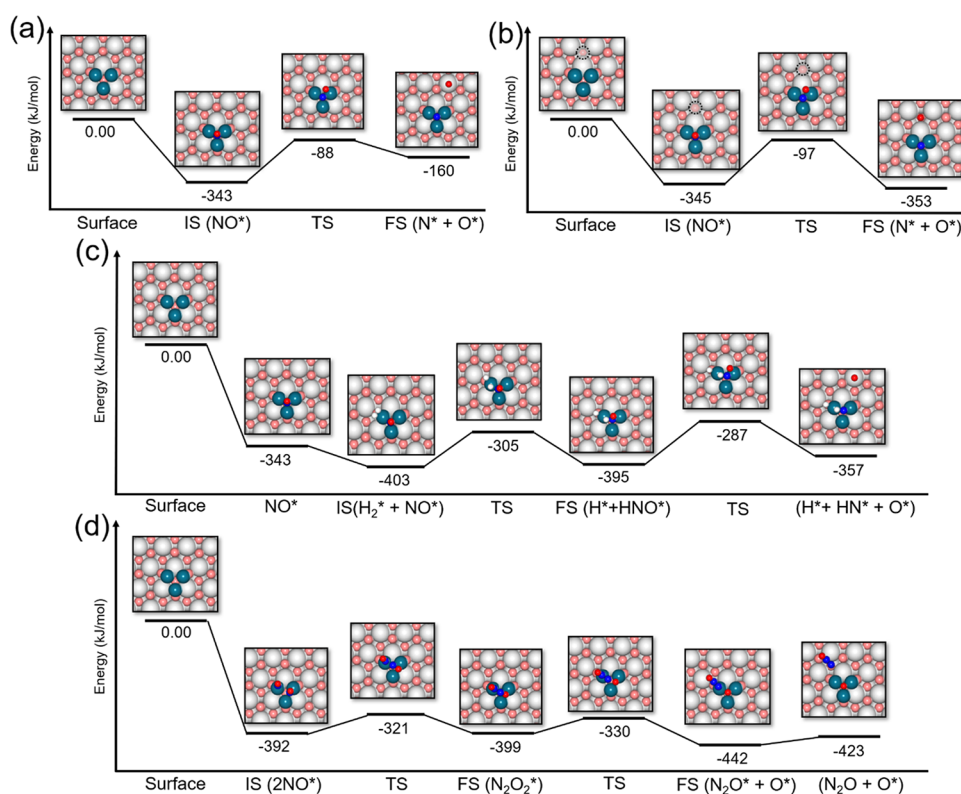 (a)
Energy (kJ/mol)
0.00
-343
-88
-160
Surface IS (NO*) TS FS (N* + O*)
(b)
Energy (kJ/mol)
0.00
-345
-97
-353
Surface IS (NO*) TS FS (N* + O*)
(c)
Energy (kJ/mol)
0.00
-343
-403
-305
-395
-287
-357
Surface NO* IS(H₂* + NO*) TS FS (H*+HNO*) TS (H*+ HN* + O*)
(d)
Energy (kJ/mol)
0.00
-392
-321
-399
-330
-442
-423
Surface IS (2NO*) TS FS (N₂O₂*) TS FS (N₂O* + O*) (N₂O + O*)